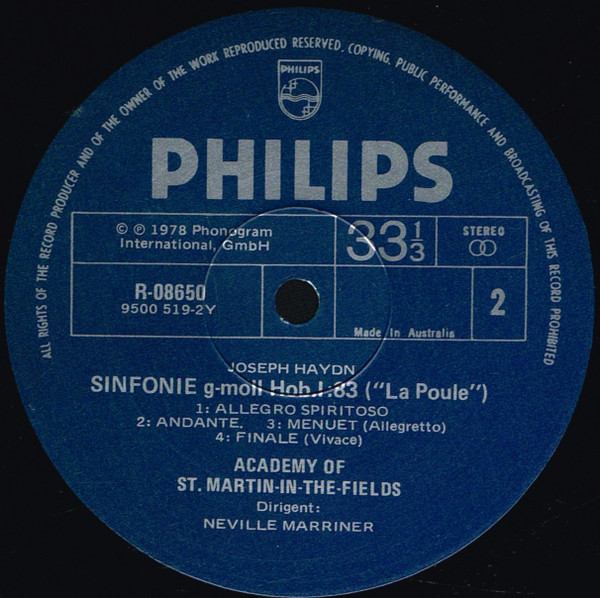 ALL RIGHTS OF THE RECORD PRODUCER AND OF THE OWNER OF THE WORK REPRODUCED RESERVED. COPYING, PUBLIC PERFORMANCE AND BROADCASTING OF THIS RECORD PROHIBITED
PHILIPS
PHILIPS
© ℗ 1978 Phonogram
International, GmbH
33 1/3
STEREO
R-08650
9500 519-2Y
2
Made in Australia
JOSEPH HAYDN
SINFONIE g-moll Hob.I:83 ("La Poule")
1: ALLEGRO SPIRITOSO
2: ANDANTE, 3: MENUET (Allegretto)
4: FINALE (Vivace)
ACADEMY OF
ST. MARTIN-IN-THE-FIELDS
Dirigent:
NEVILLE MARRINER